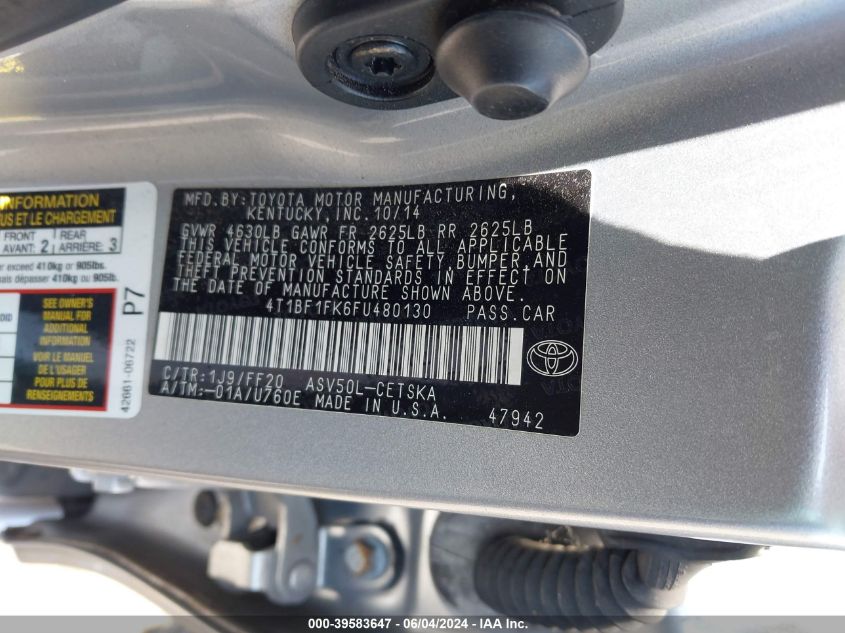 INFORMATION
US ET LE CHARGEMENT
FRONT
AVANT: 2
REAR
ARRIÈRE: 3
er exceed 410kg or 905lbs.
mais dépasser 410kg ou 905lb.
SEE OWNER'S
MANUAL FOR
ADDITIONAL
INFORMATION
VOIR LE MANUEL
DE L'USAGER
POUR PLUS DE
RENSEIGNEMENTS
P7
42661-06722
MFD. BY: TOYOTA MOTOR MANUFACTURING,
KENTUCKY, INC. 10/14
GVWR 4630LB GAWR FR 2625LB RR 2625LB
THIS VEHICLE CONFORMS TO ALL APPLICABLE
FEDERAL MOTOR VEHICLE SAFETY, BUMPER, AND
THEFT PREVENTION STANDARDS IN EFFECT ON
THE DATE OF MANUFACTURE SHOWN ABOVE.
4T1BF1FK6FU480130 PASS. CAR
C/TR: 1J9/FF20 ASV50L-CETSKA
A/TM: -01A/U760E MADE IN U.S.A.
47942
000-39583647 - 06/04/2024 - IAA Inc.